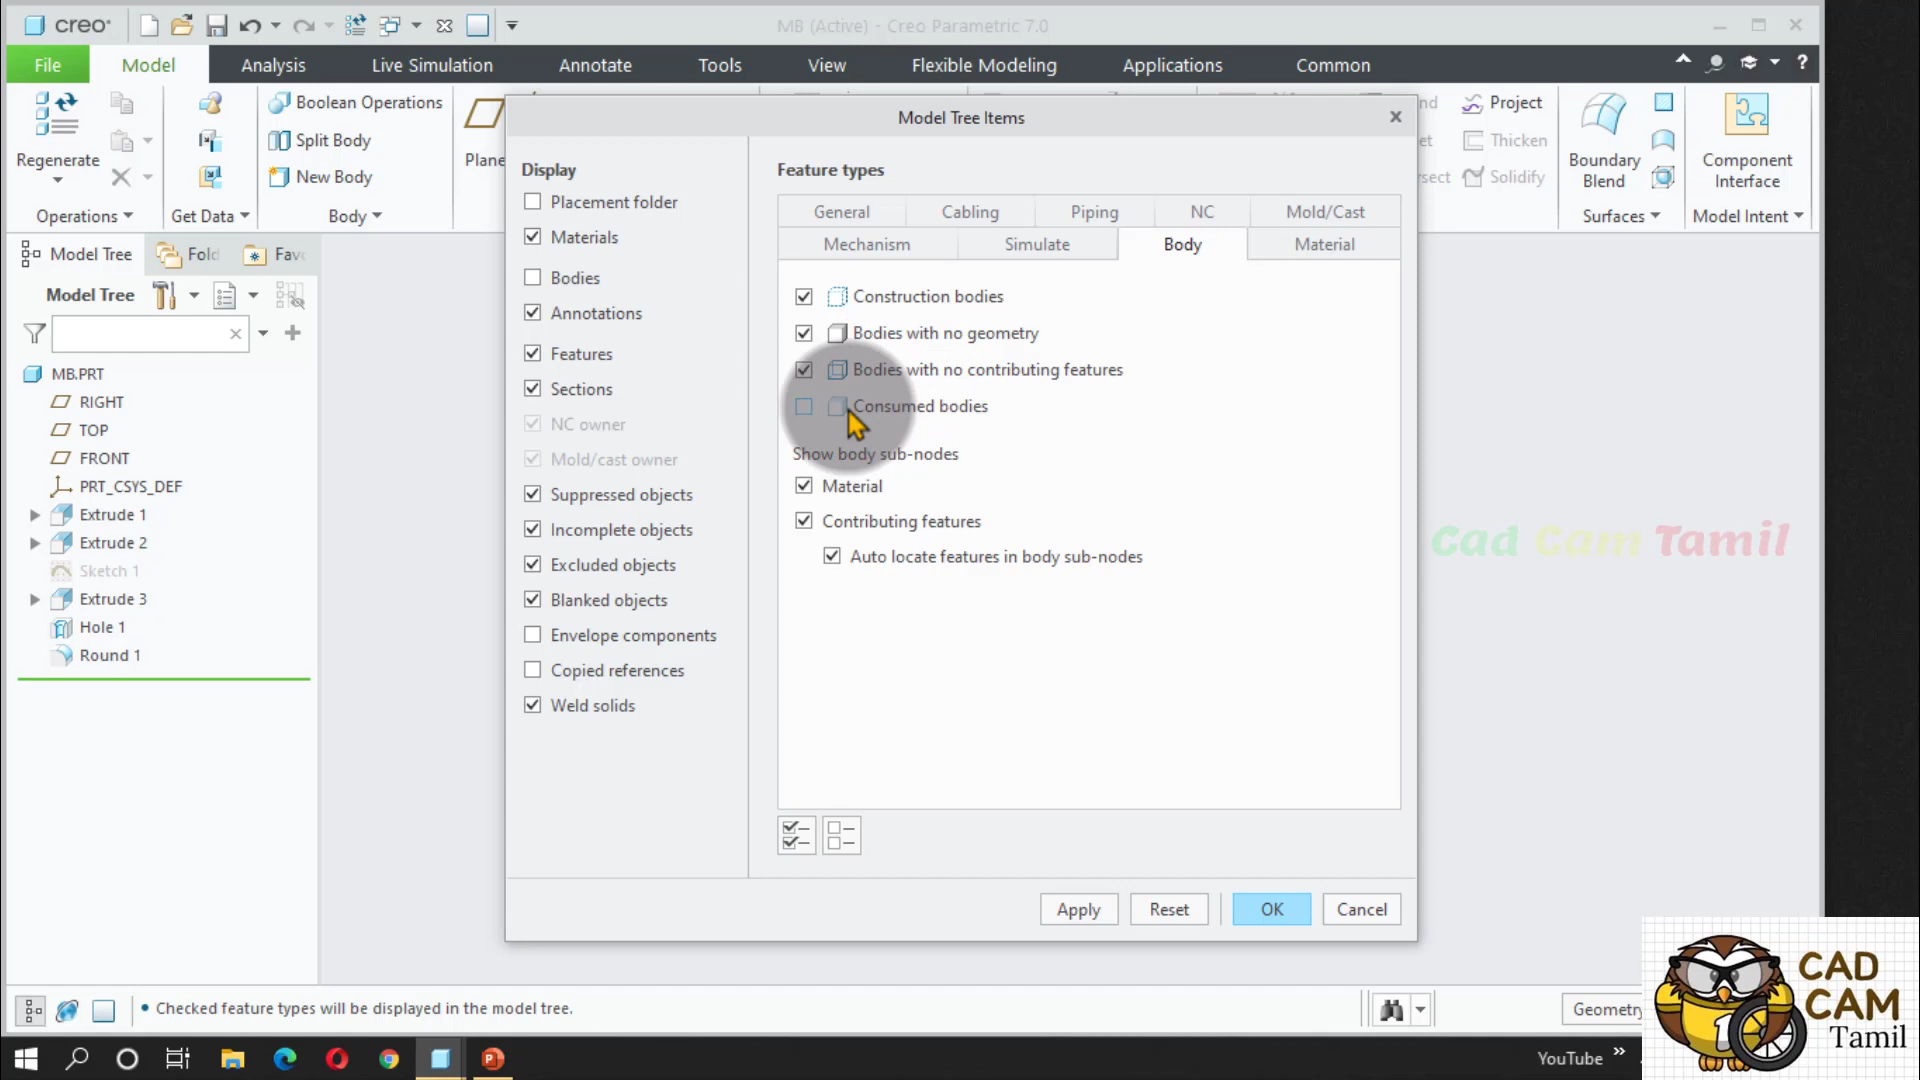 creo
MB (Active) - Creo Parametric 7.0
File Model Analysis Live Simulation Annotate Tools View Flexible Modeling Applications Common
Regenerate
Operations
Get Data
Boolean Operations
Split Body
New Body
Body
Plane
Project
Thicken
Solidify
Boundary
Blend
Surfaces
Component
Interface
Model Intent
Model Tree
Model Tree
MB.PRT
RIGHT
TOP
FRONT
PRT_CSYS_DEF
Extrude 1
Extrude 2
Sketch 1
Extrude 3
Hole 1
Round 1
Model Tree Items
Display
Placement folder
Materials
Bodies
Annotations
Features
Sections
NC owner
Mold/cast owner
Suppressed objects
Incomplete objects
Excluded objects
Blanked objects
Envelope components
Copied references
Weld solids
Feature types
General Cabling Piping NC Mold/Cast
Mechanism Simulate Body Material
Construction bodies
Bodies with no geometry
Bodies with no contributing features
Consumed bodies
Show body sub-nodes
Material
Contributing features
Auto locate features in body sub-nodes
Apply Reset OK Cancel
Cad Cam Tamil
• Checked feature types will be displayed in the model tree.
Geometry
YouTube
CAD
CAM
Tamil